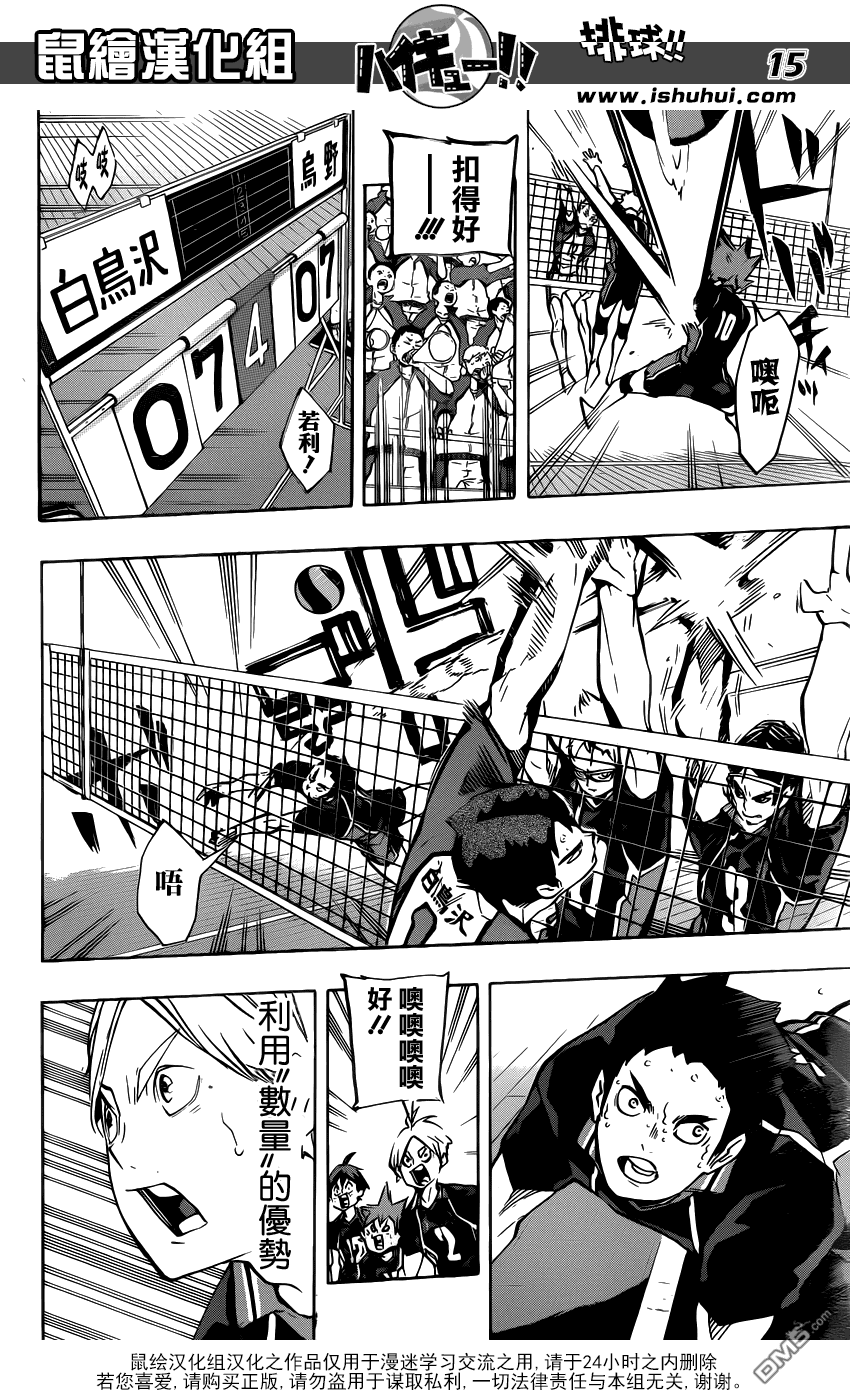 鼠繪漢化組
ハイキュー!!
排球!!
15
www.ishuhui.com
噢呃
10
扣得好
——!!!
吱吱
烏野
白鳥沢
07
4
07
若利!
唔
白鳥沢
噢噢噢噢
好!!
2
利用"數量"的優勢
鼠绘汉化组汉化之作品仅用于漫迷学习交流之用,请于24小时之内删除
若您喜爱,请购买正版,请勿盗用于谋取私利,一切法律责任与本组无关,谢谢。
DM5.com